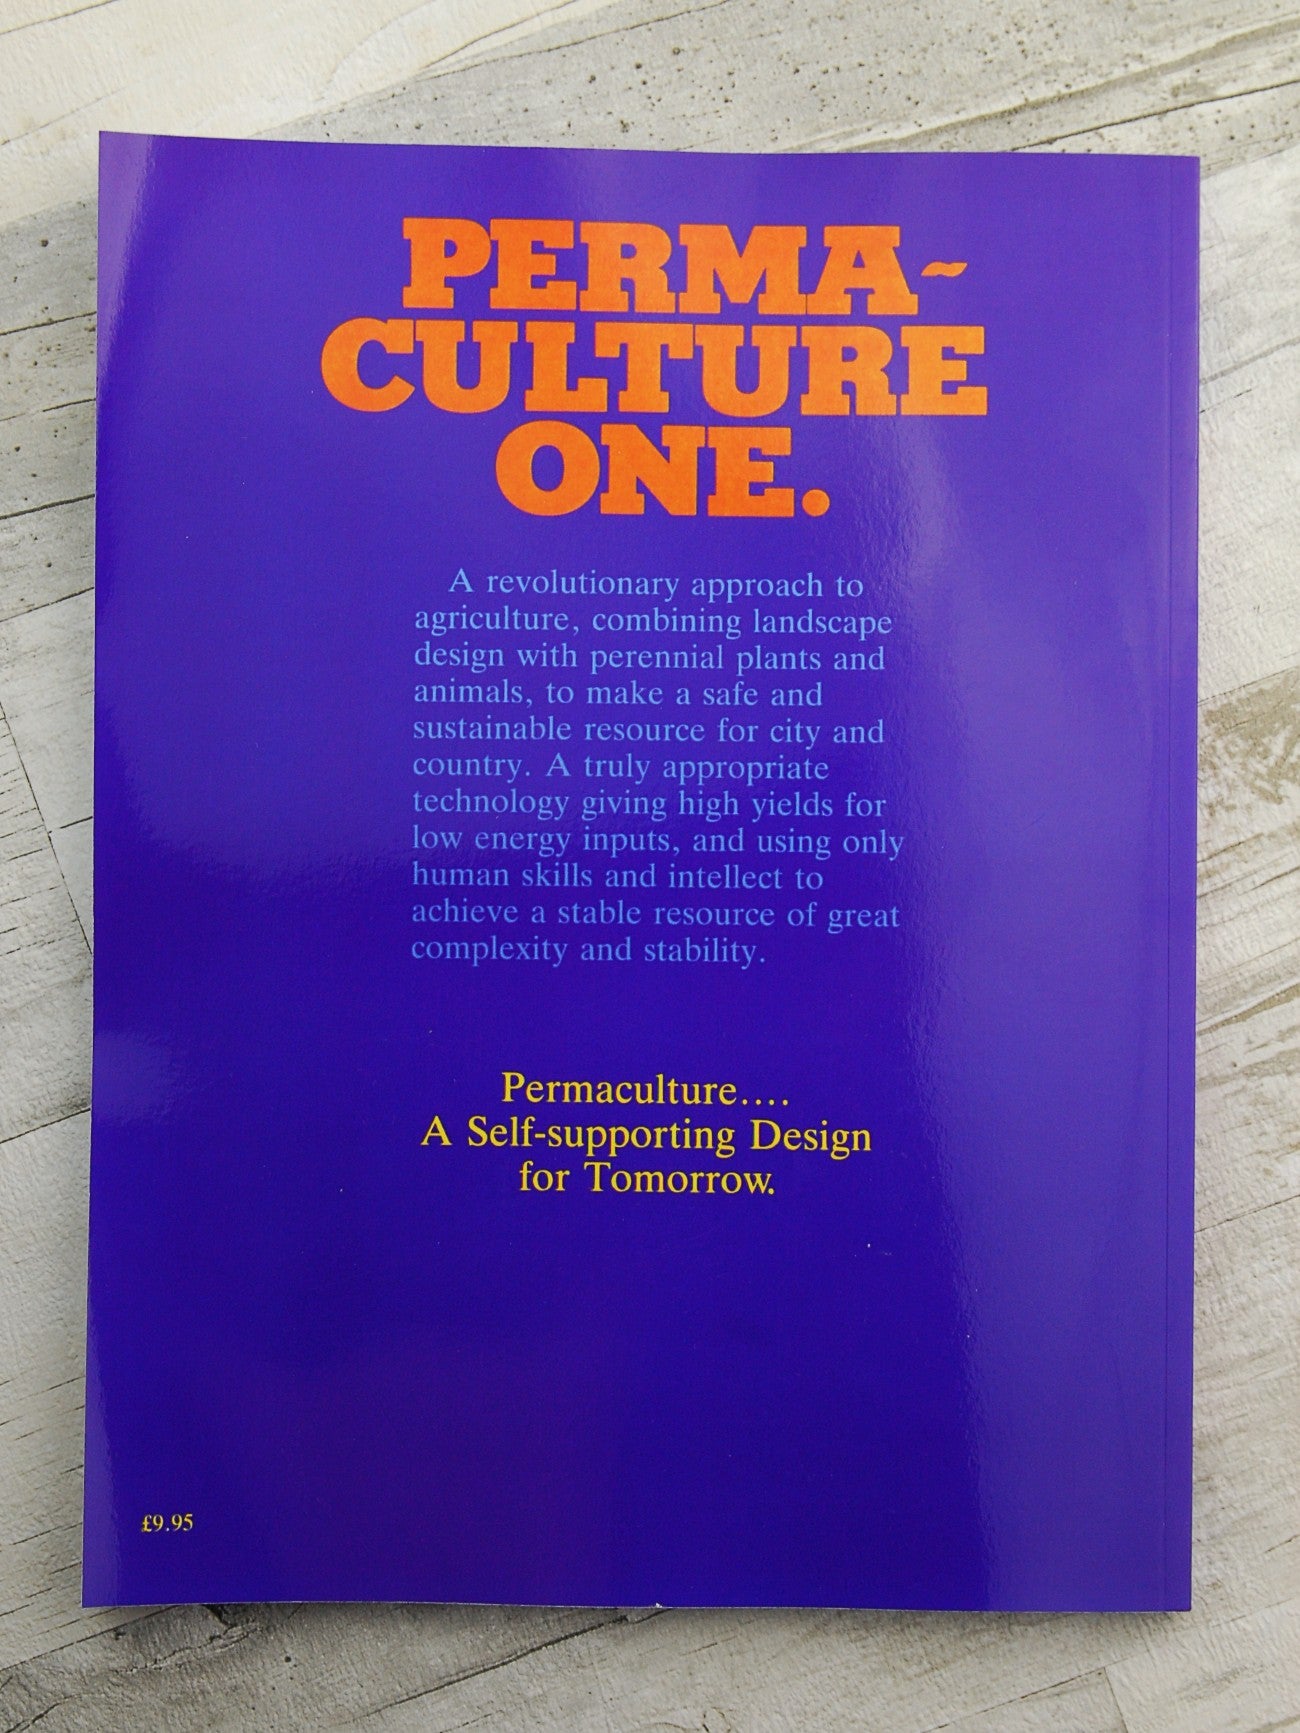 PERMA~
CULTURE
ONE.
A revolutionary approach to
agriculture, combining landscape
design with perennial plants and
animals, to make a safe and
sustainable resource for city and
country. A truly appropriate
technology giving high yields for
low energy inputs, and using only
human skills and intellect to
achieve a stable resource of great
complexity and stability.
Permaculture....
A Self-supporting Design
for Tomorrow.
£9.95